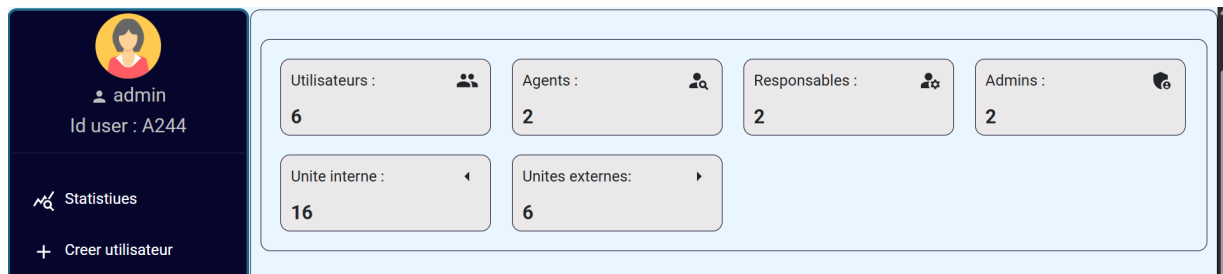 admin
Id user : A244
Statistiues
Creer utilisateur
Utilisateurs :
6
Agents :
2
Responsables :
2
Admins :
2
Unite interne :
16
Unites externes:
6